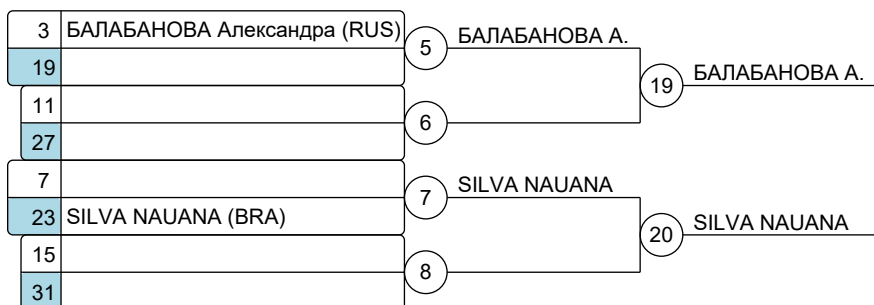 3 БАЛАБАНОВА Александра (RUS)
5 БАЛАБАНОВА А.
19
19 БАЛАБАНОВА А.
11
6
27
7
7 SILVA NAUANA
23 SILVA NAUANA (BRA)
20 SILVA NAUANA
15
8
31